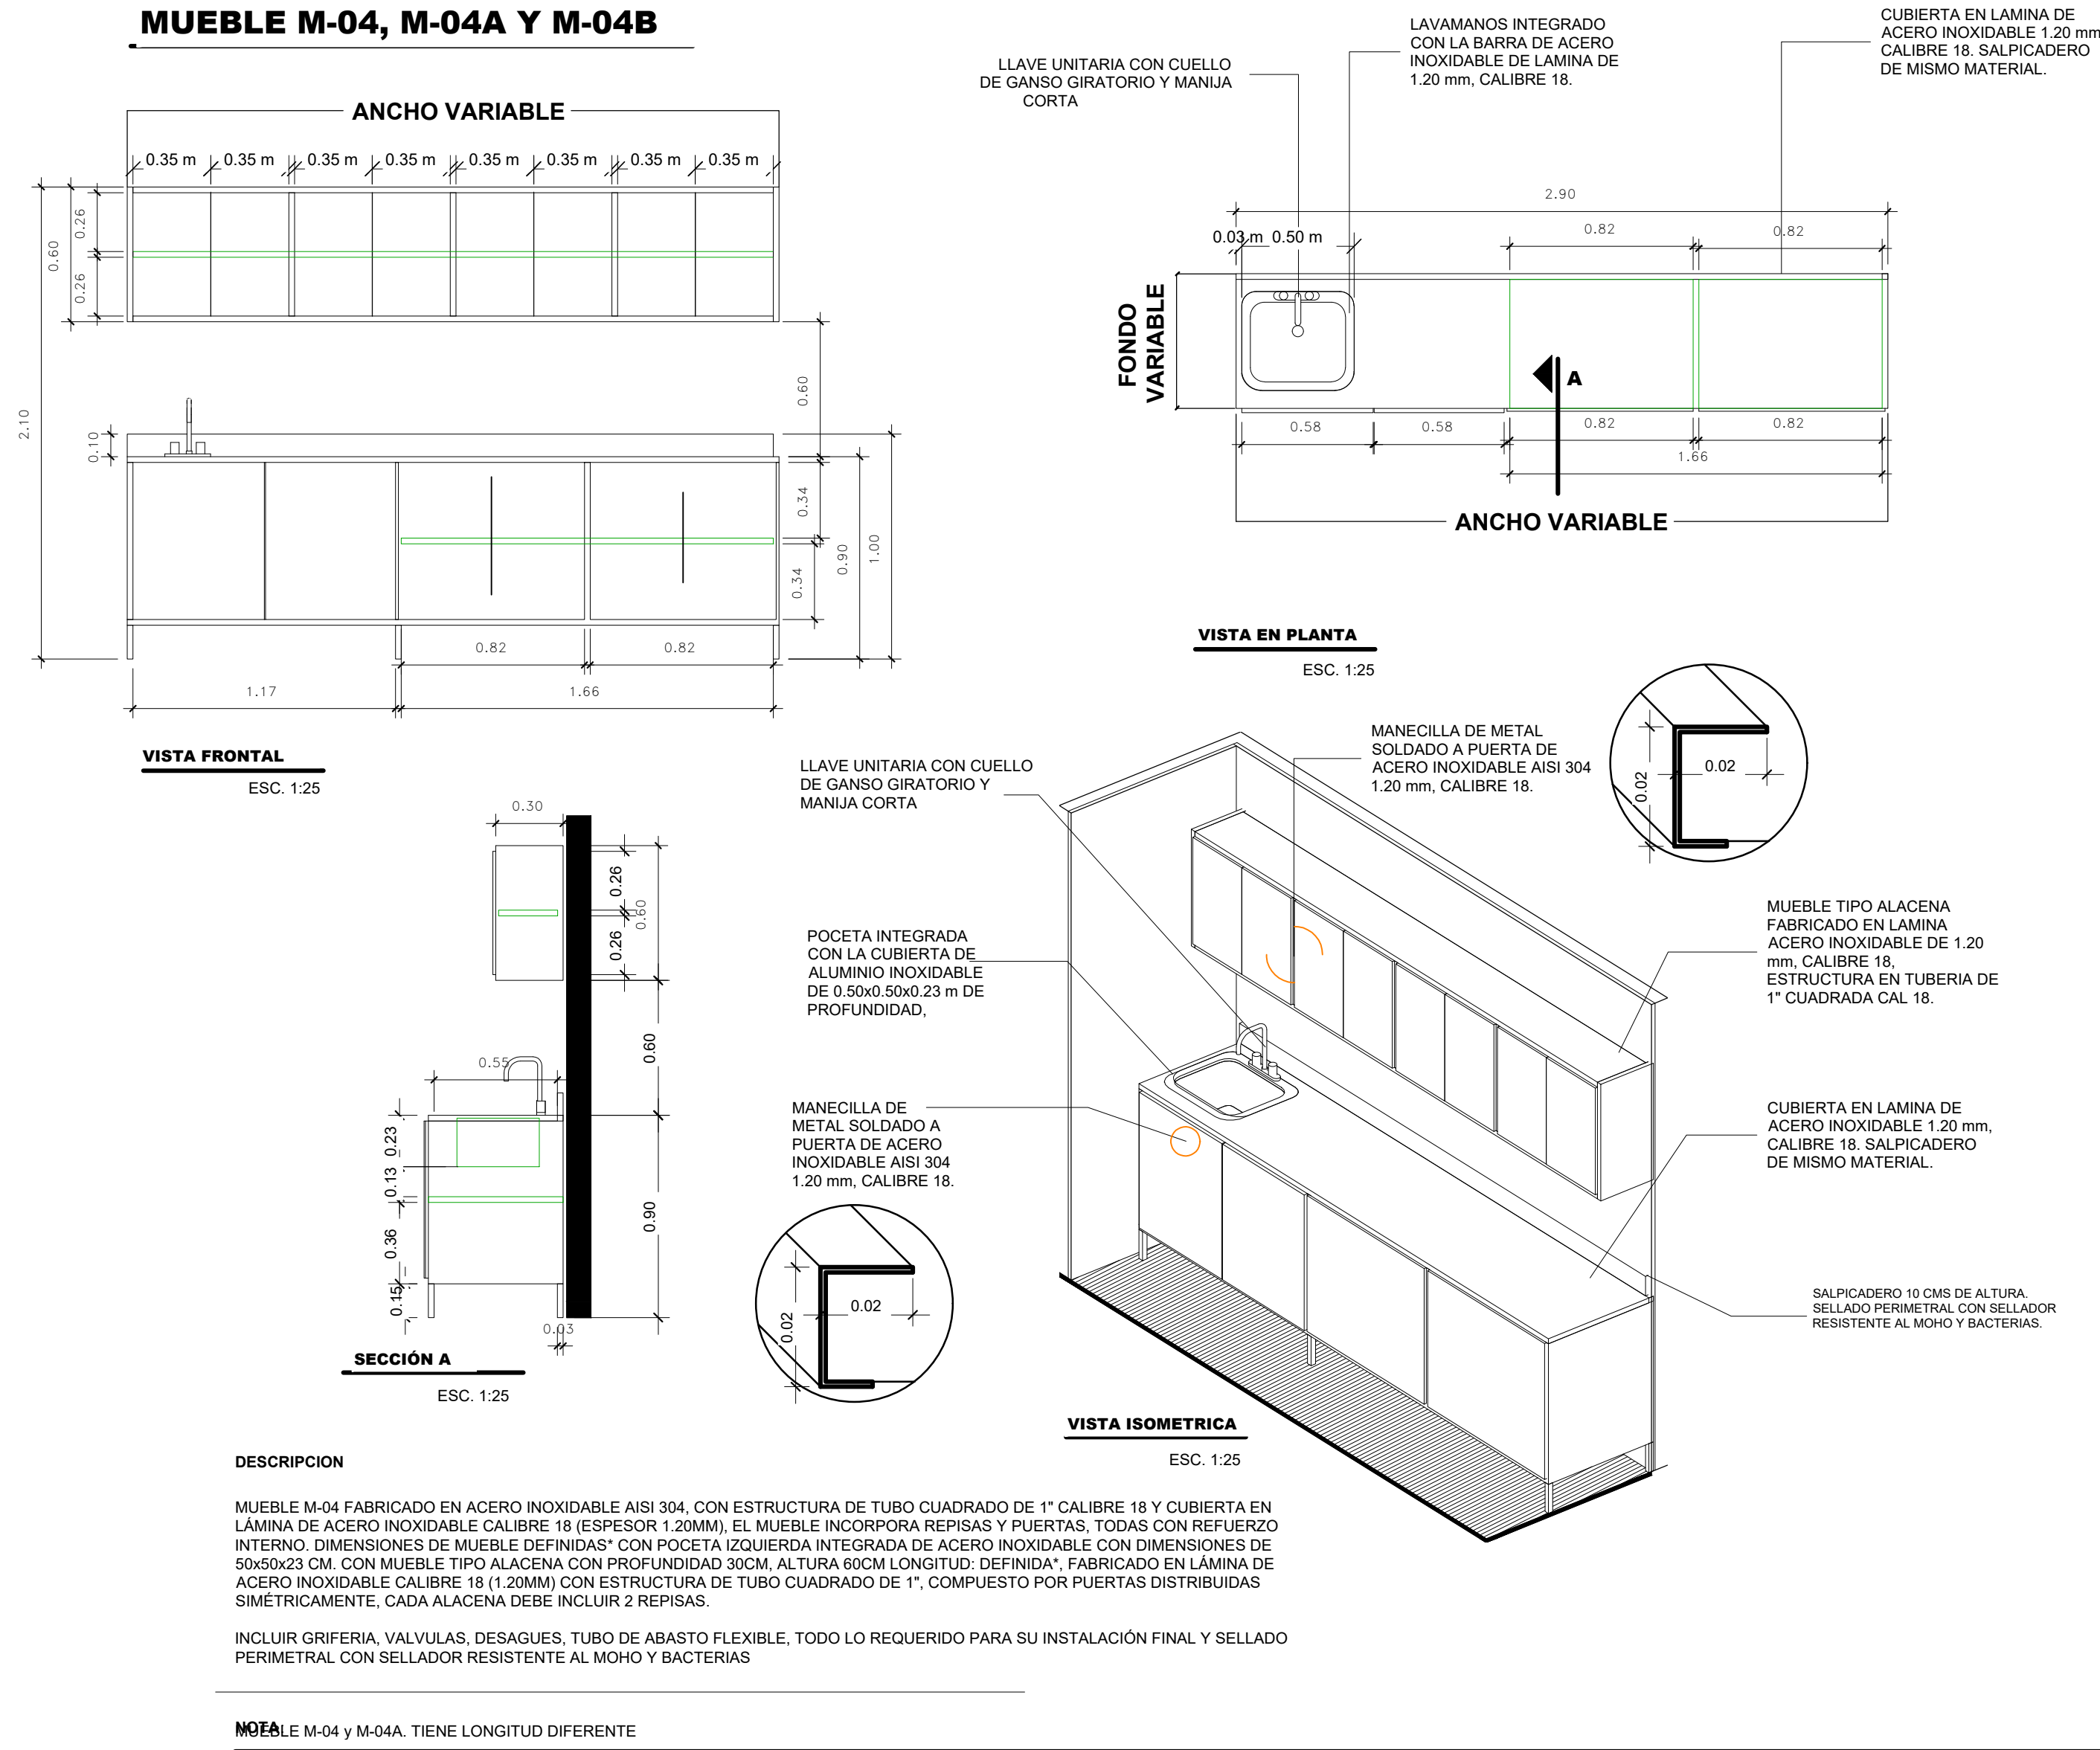 MUEBLE M-04, M-04A Y M-04B
ANCHO VARIABLE
0.35 m 0.35 m 0.35 m 0.35 m 0.35 m 0.35 m 0.35 m 0.35 m
0.26
0.60
0.26
2.10
0.10
0.60
0.34
0.90
1.00
0.34
0.82 0.82
1.17 1.66
VISTA FRONTAL
ESC. 1:25
LLAVE UNITARIA CON CUELLO
DE GANSO GIRATORIO Y MANIJA
CORTA
LAVAMANOS INTEGRADO
CON LA BARRA DE ACERO
INOXIDABLE DE LAMINA DE
1.20 mm, CALIBRE 18.
CUBIERTA EN LAMINA DE
ACERO INOXIDABLE 1.20 mm
CALIBRE 18. SALPICADERO
DE MISMO MATERIAL.
2.90
0.03 m 0.50 m
0.82 0.82
FONDO
VARIABLE
A
0.58 0.58 0.82 0.82
1.66
ANCHO VARIABLE
VISTA EN PLANTA
ESC. 1:25
0.30
0.26
0.60
0.26
0.60
0.55
0.23
0.13
0.36
0.15
0.90
0.03
SECCIÓN A
ESC. 1:25
LLAVE UNITARIA CON CUELLO
DE GANSO GIRATORIO Y
MANIJA CORTA
MANECILLA DE METAL
SOLDADO A PUERTA DE
ACERO INOXIDABLE AISI 304
1.20 mm, CALIBRE 18.
0.02
0.02
POCETA INTEGRADA
CON LA CUBIERTA DE
ALUMINIO INOXIDABLE
DE 0.50x0.50x0.23 m DE
PROFUNDIDAD,
MUEBLE TIPO ALACENA
FABRICADO EN LAMINA
ACERO INOXIDABLE DE 1.20
mm, CALIBRE 18,
ESTRUCTURA EN TUBERIA DE
1" CUADRADA CAL 18.
MANECILLA DE
METAL SOLDADO A
PUERTA DE ACERO
INOXIDABLE AISI 304
1.20 mm, CALIBRE 18.
0.02
0.02
CUBIERTA EN LAMINA DE
ACERO INOXIDABLE 1.20 mm,
CALIBRE 18. SALPICADERO
DE MISMO MATERIAL.
SALPICADERO 10 CMS DE ALTURA.
SELLADO PERIMETRAL CON SELLADOR
RESISTENTE AL MOHO Y BACTERIAS.
VISTA ISOMETRICA
ESC. 1:25
DESCRIPCION
MUEBLE M-04 FABRICADO EN ACERO INOXIDABLE AISI 304, CON ESTRUCTURA DE TUBO CUADRADO DE 1" CALIBRE 18 Y CUBIERTA EN
LÁMINA DE ACERO INOXIDABLE CALIBRE 18 (ESPESOR 1.20MM), EL MUEBLE INCORPORA REPISAS Y PUERTAS, TODAS CON REFUERZO
INTERNO. DIMENSIONES DE MUEBLE DEFINIDAS* CON POCETA IZQUIERDA INTEGRADA DE ACERO INOXIDABLE CON DIMENSIONES DE
50x50x23 CM. CON MUEBLE TIPO ALACENA CON PROFUNDIDAD 30CM, ALTURA 60CM LONGITUD: DEFINIDA*, FABRICADO EN LÁMINA DE
ACERO INOXIDABLE CALIBRE 18 (1.20MM) CON ESTRUCTURA DE TUBO CUADRADO DE 1", COMPUESTO POR PUERTAS DISTRIBUIDAS
SIMÉTRICAMENTE, CADA ALACENA DEBE INCLUIR 2 REPISAS.
INCLUIR GRIFERIA, VALVULAS, DESAGUES, TUBO DE ABASTO FLEXIBLE, TODO LO REQUERIDO PARA SU INSTALACIÓN FINAL Y SELLADO
PERIMETRAL CON SELLADOR RESISTENTE AL MOHO Y BACTERIAS
NOTA
MUEBLE M-04 y M-04A. TIENE LONGITUD DIFERENTE